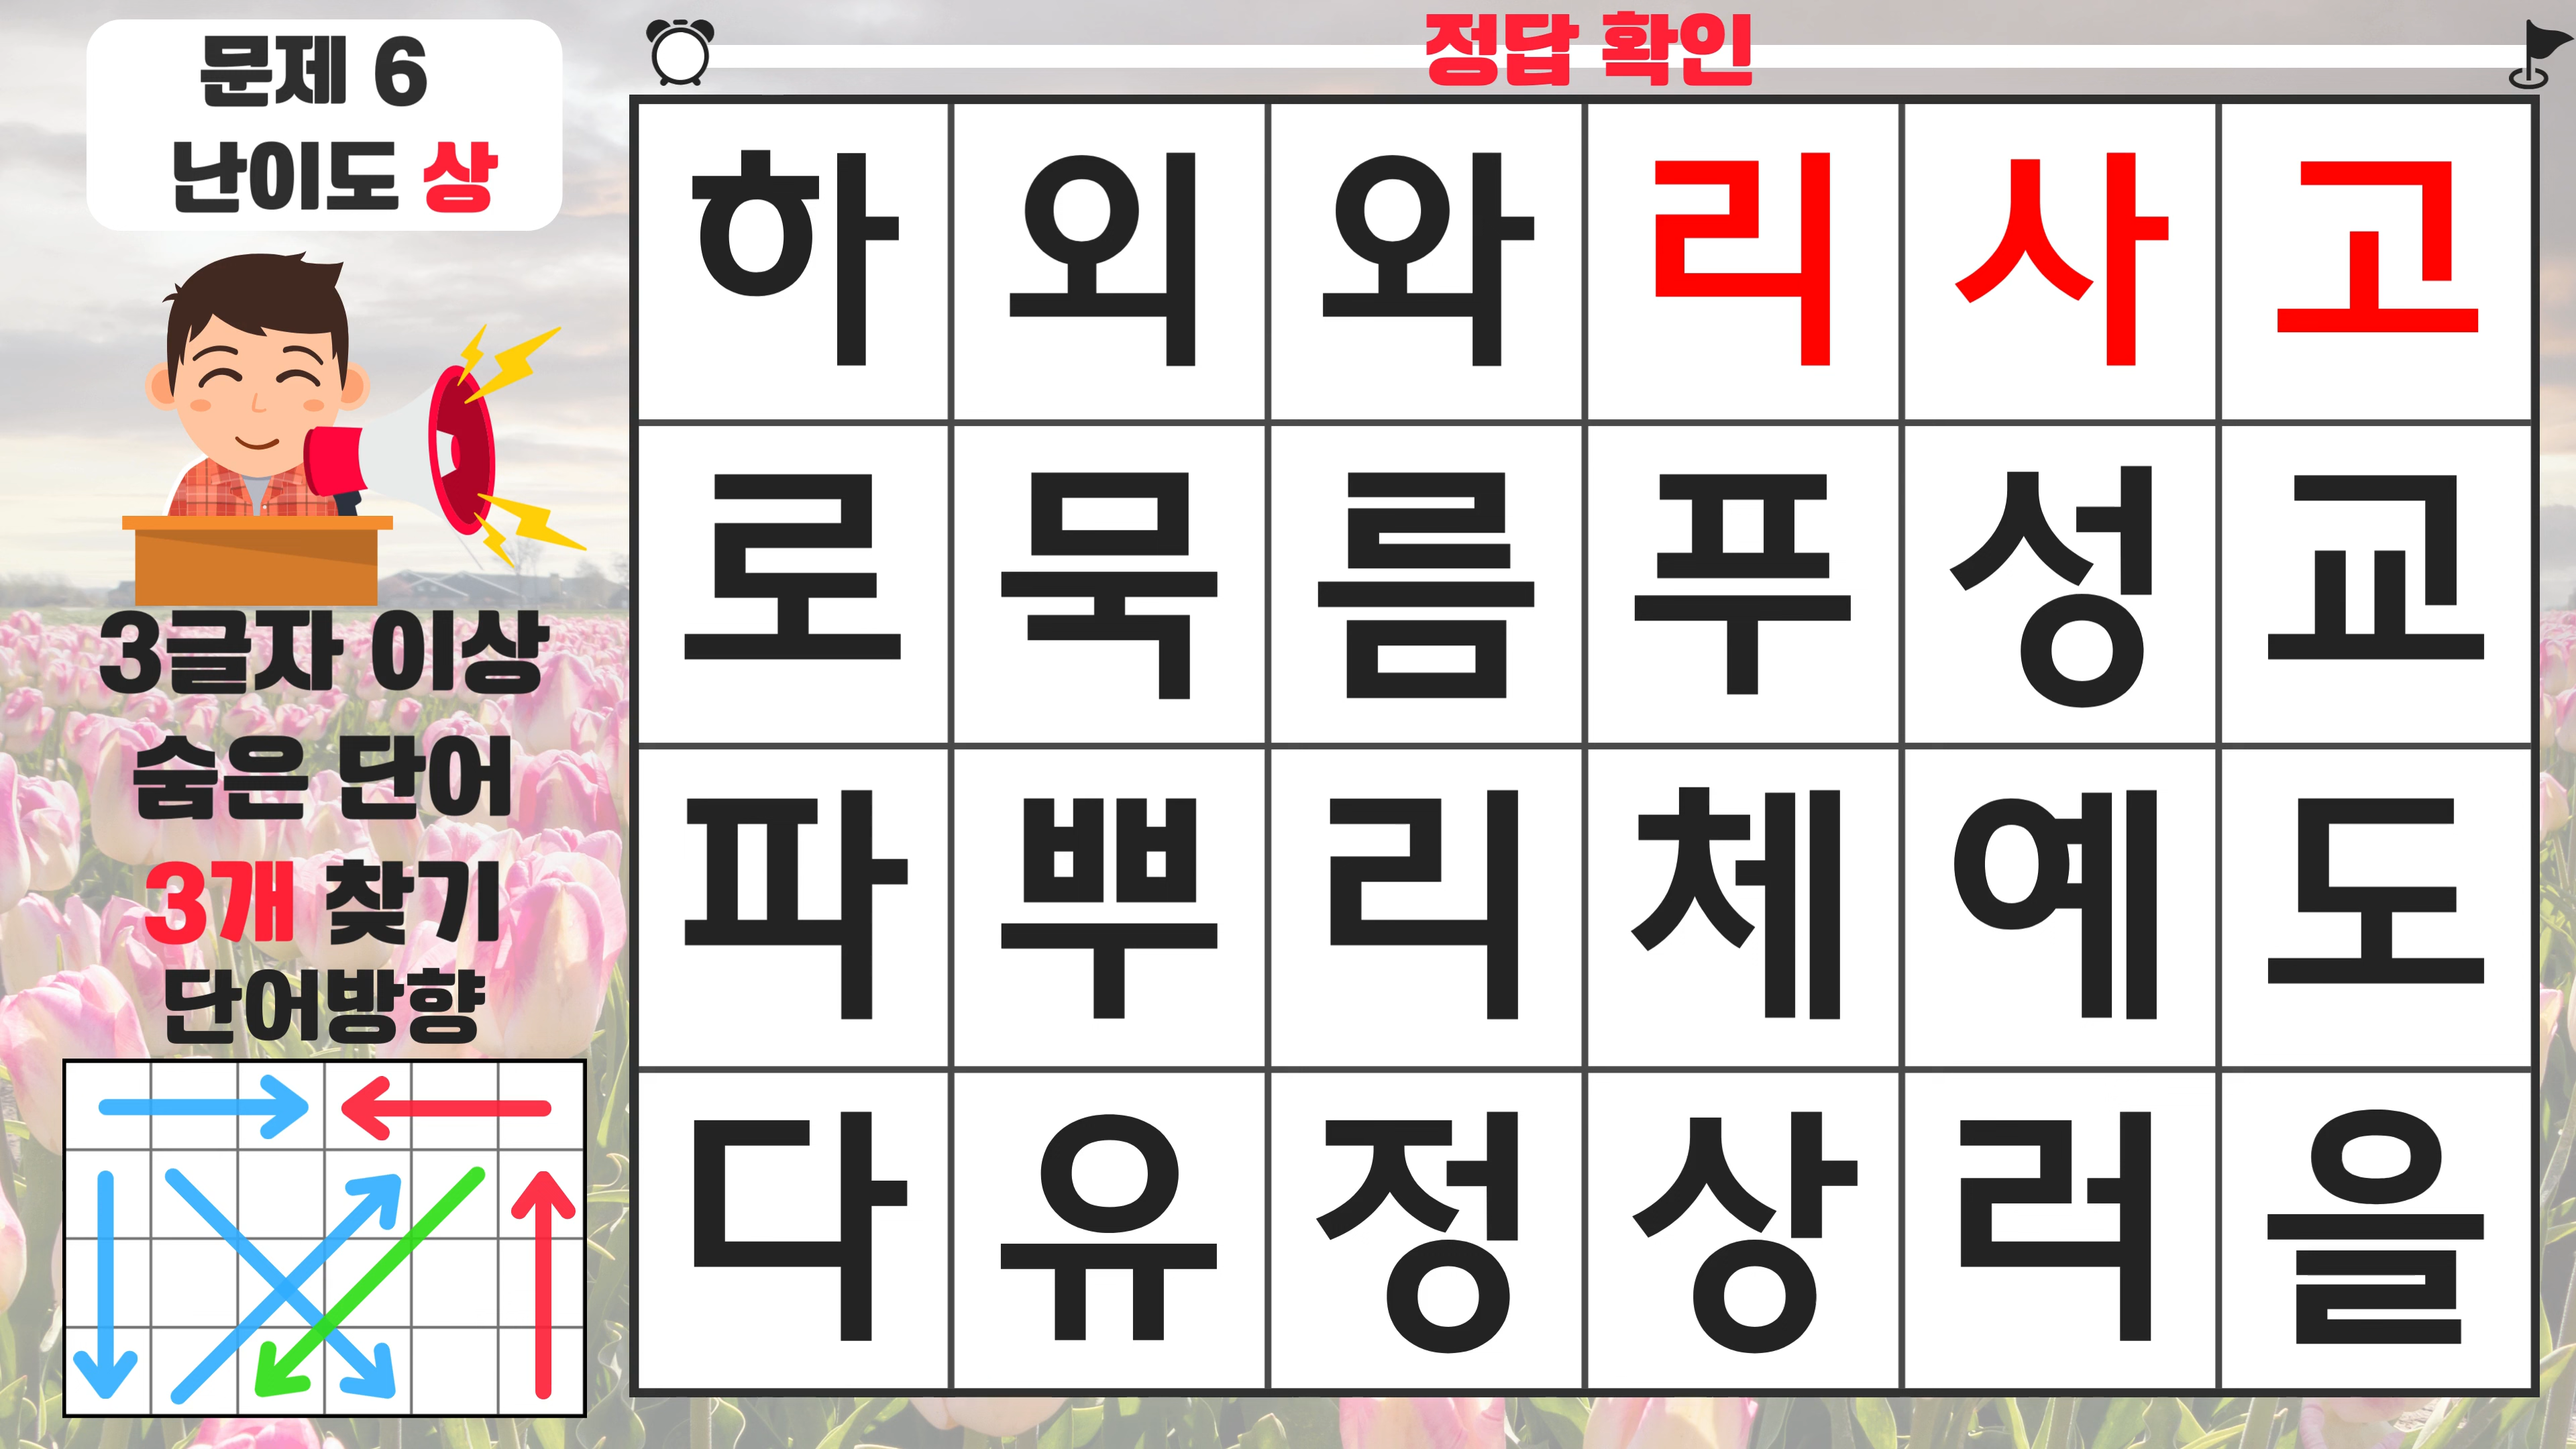 문제 6
난이도 상
정답 확인
3글자 이상
숨은 단어
3개 찾기
단어방향
하 외 와 리 사 고
로 묵 름 푸 성 교
파 뿌 리 체 예 도
다 유 정 상 러 을